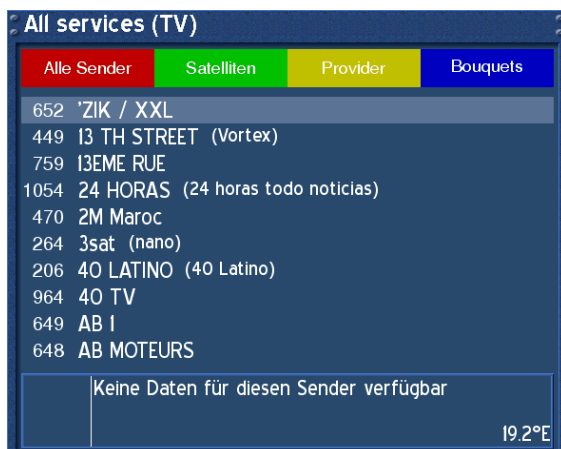 All services (TV)
Alle Sender Satelliten Provider Bouquets
652 'ZIK / XXL
449 13 TH STREET (Vortex)
759 13EME RUE
1054 24 HORAS (24 horas todo noticias)
470 2M Maroc
264 3sat (nano)
206 40 LATINO (40 Latino)
964 40 TV
649 AB 1
648 AB MOTEURS
Keine Daten für diesen Sender verfügbar
19.2°E